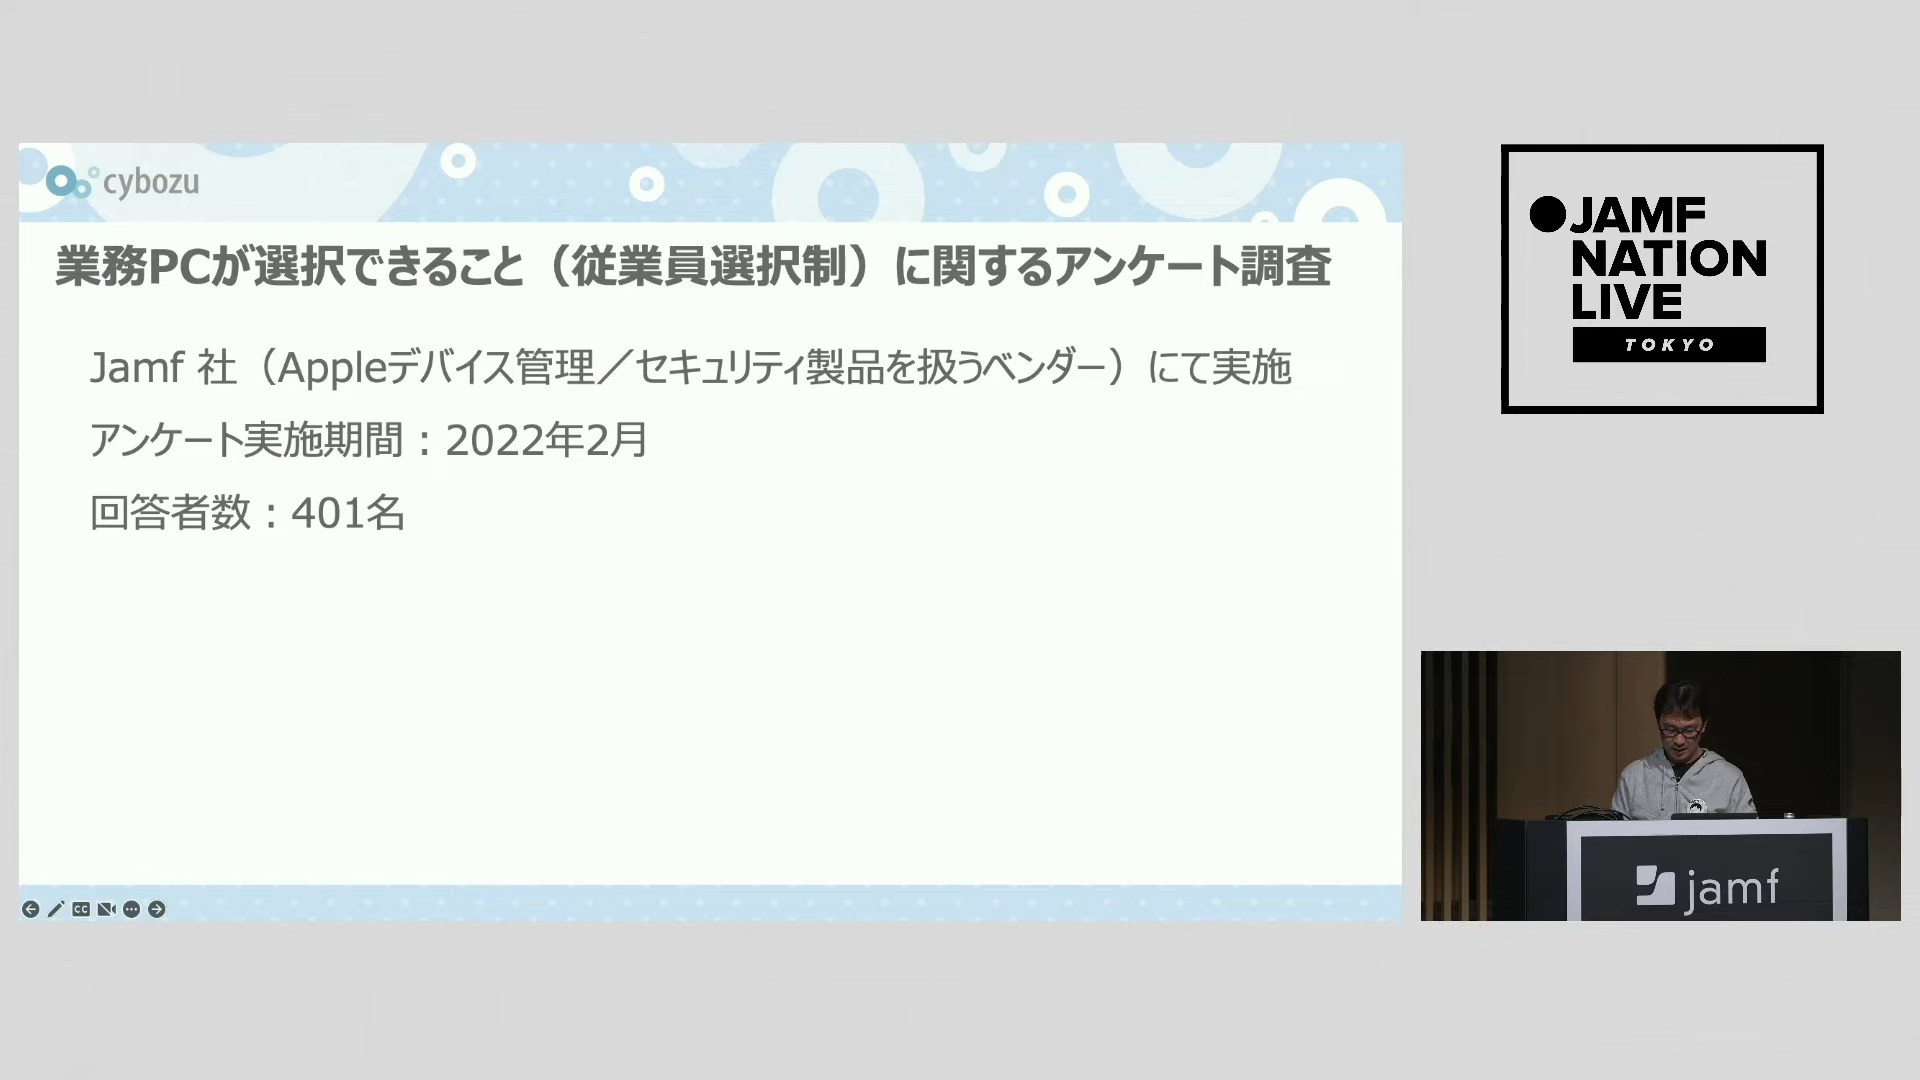 cybozu
業務PCが選択できること（従業員選択制）に関するアンケート調査
Jamf 社（Appleデバイス管理／セキュリティ製品を扱うベンダー）にて実施
アンケート実施期間：2022年2月
回答者数：401名
CC
JAMF
NATION
LIVE
TOKYO
jamf